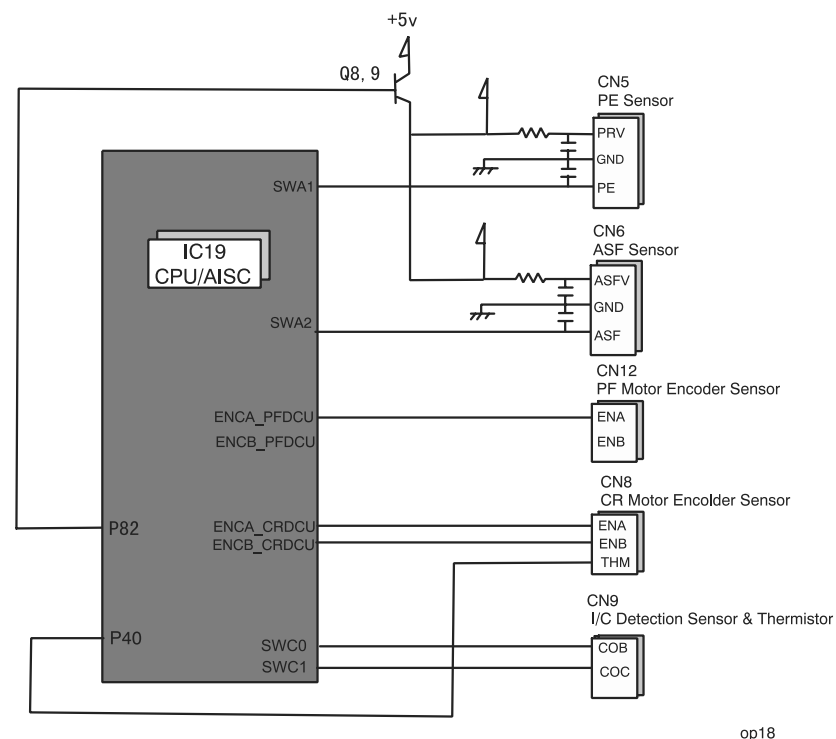 +5v
Q8, 9
CN5
PE Sensor
PRV
GND
PE
SWA1
IC19
CPU/AISC
CN6
ASF Sensor
ASFV
GND
ASF
SWA2
CN12
PF Motor Encoder Sensor
ENCA_PFDCU
ENA
ENCB_PFDCU
ENB
CN8
CR Motor Encolder Sensor
P82
ENCA_CRDCU
ENA
ENCB_CRDCU
ENB
THM
CN9
I/C Detection Sensor & Thermistor
P40
SWC0
COB
SWC1
COC
op18